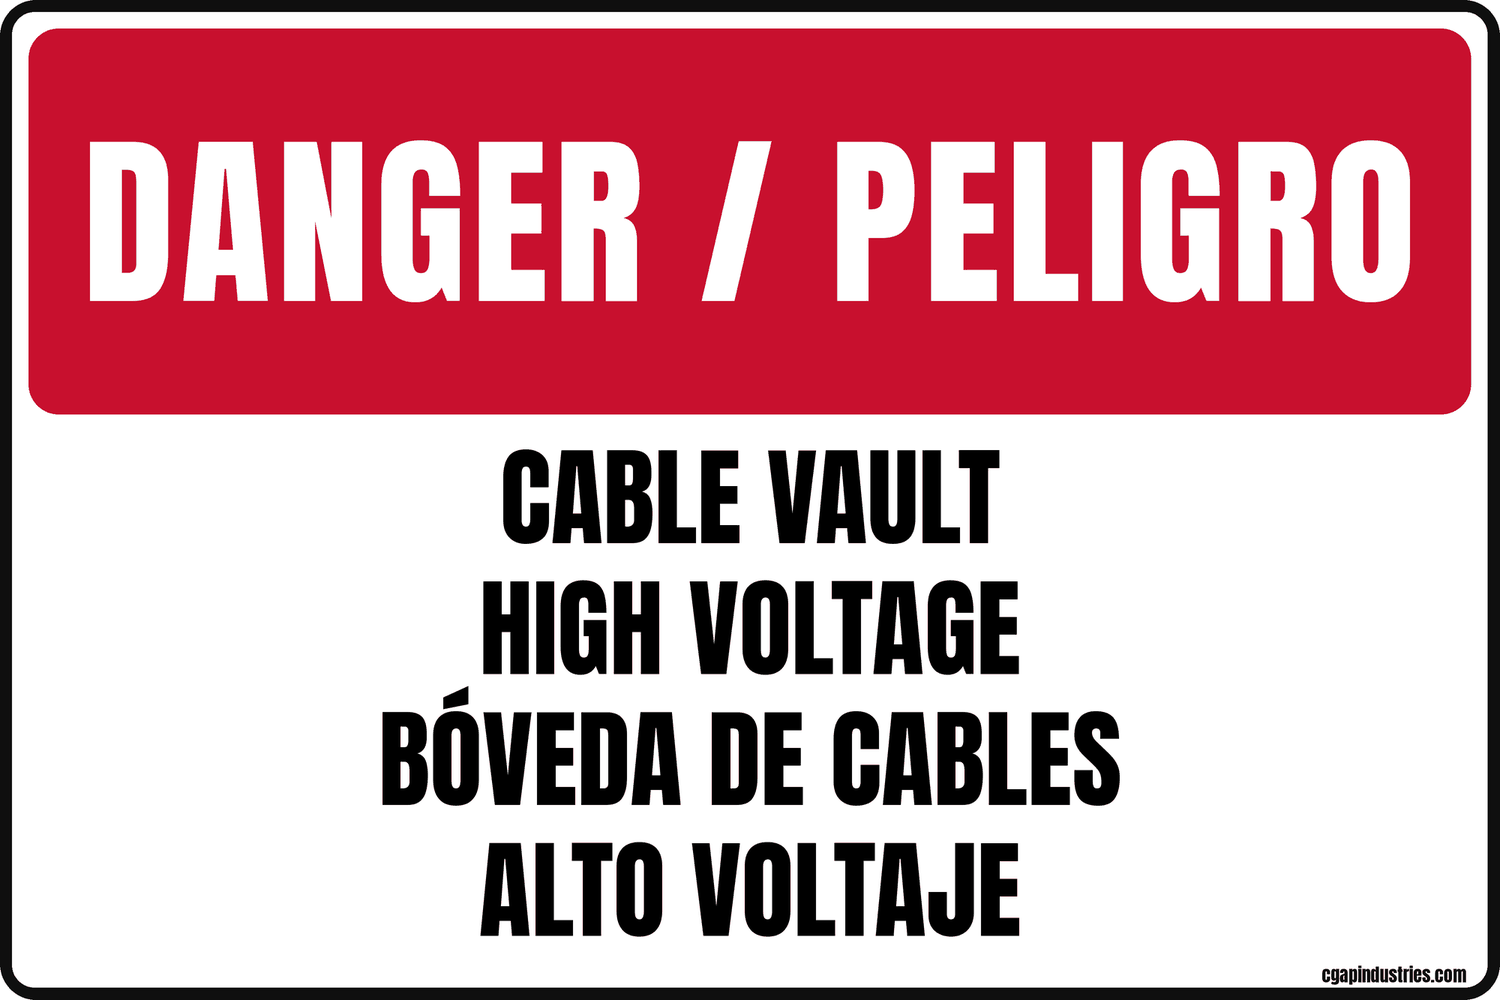 DANGER / PELIGRO
CABLE VAULT
HIGH VOLTAGE
BÓVEDA DE CABLES
ALTO VOLTAJE
cgapindustries.com